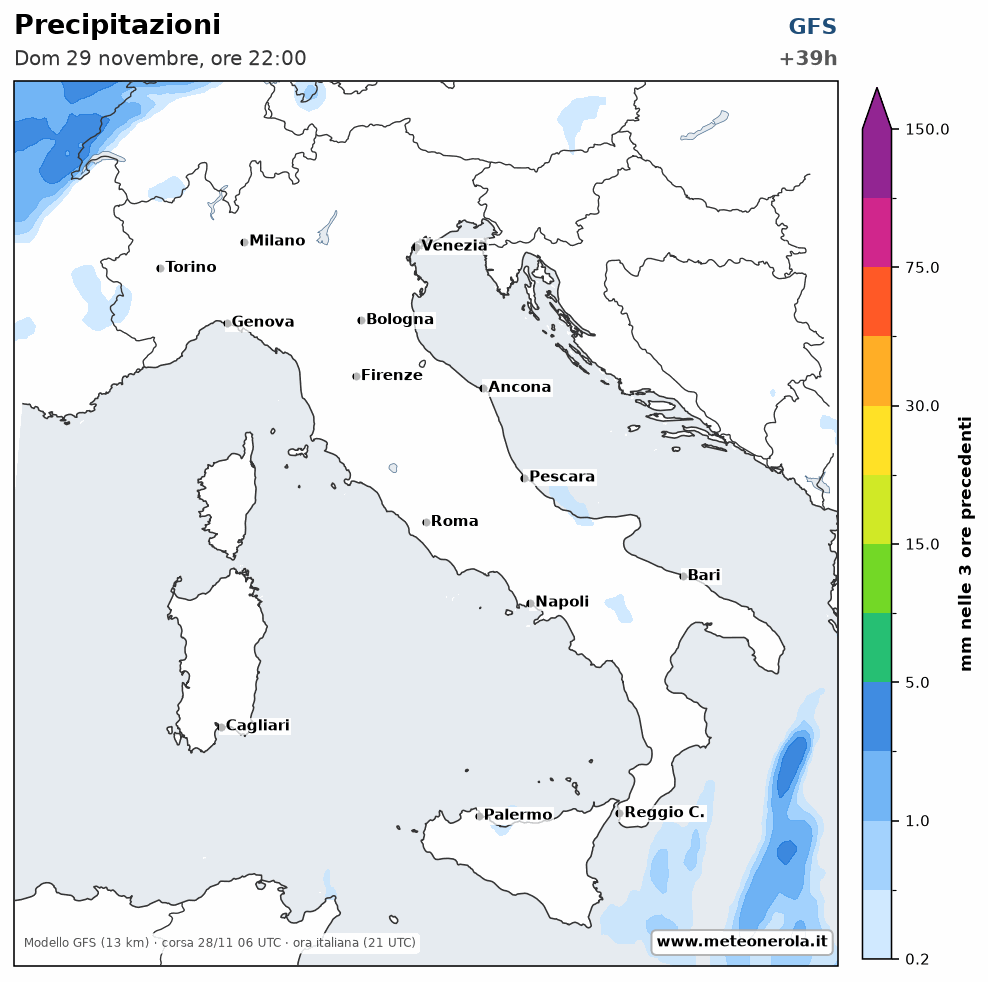 Precipitazioni
GFS
Dom 29 novembre, ore 22:00
+39h
150.0
75.0
30.0
15.0
5.0
1.0
0.2
mm nelle 3 ore precedenti
Milano
Venezia
Torino
Genova
Bologna
Firenze
Ancona
Pescara
Roma
Bari
Napoli
Cagliari
Palermo
Reggio C.
Modello GFS (13 km) · corsa 28/11 06 UTC · ora italiana (21 UTC)
www.meteonerola.it